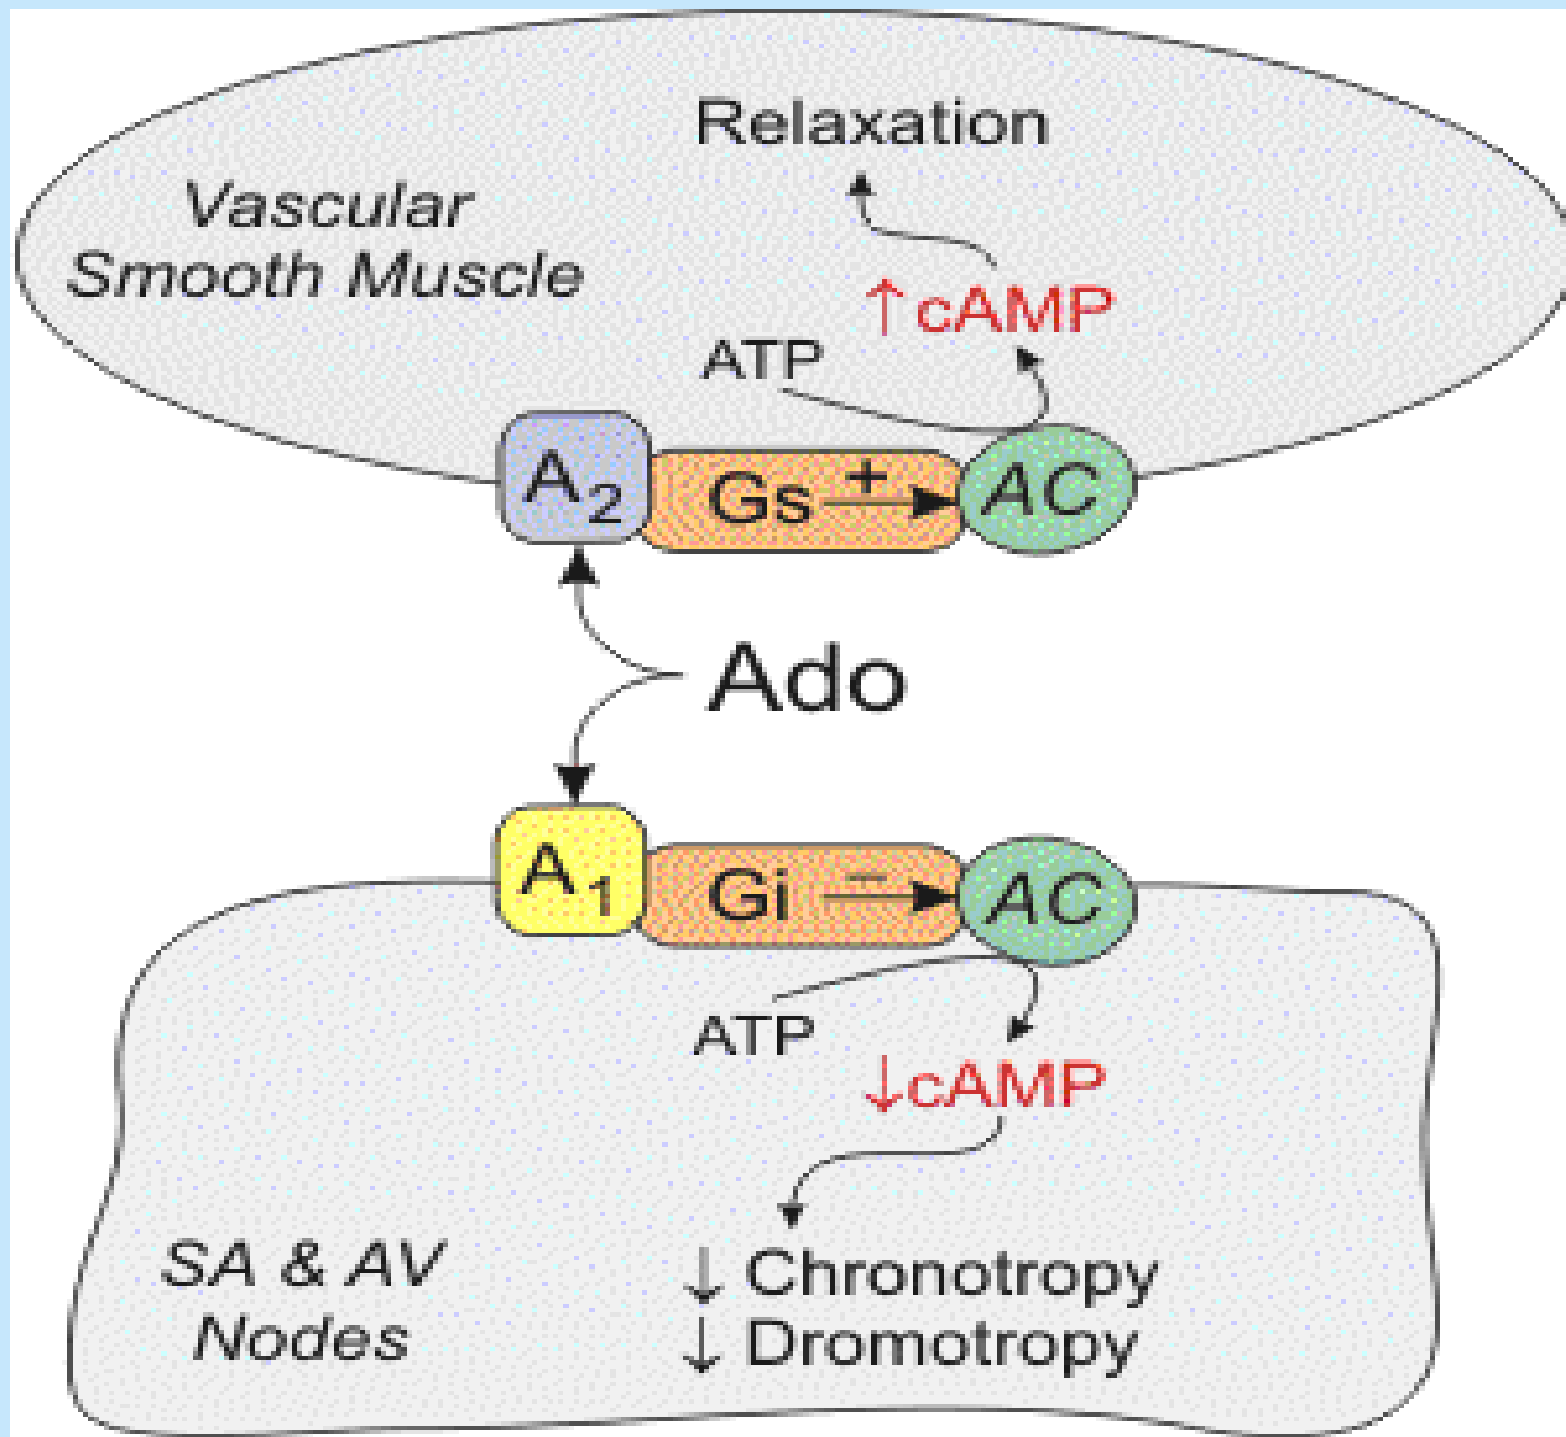 Relaxation
Vascular
Smooth Muscle
↑cAMP
ATP
A2
Gs + AC
Ado
A1
Gi − AC
ATP
↓cAMP
SA & AV
Nodes
↓ Chronotropy
↓ Dromotropy